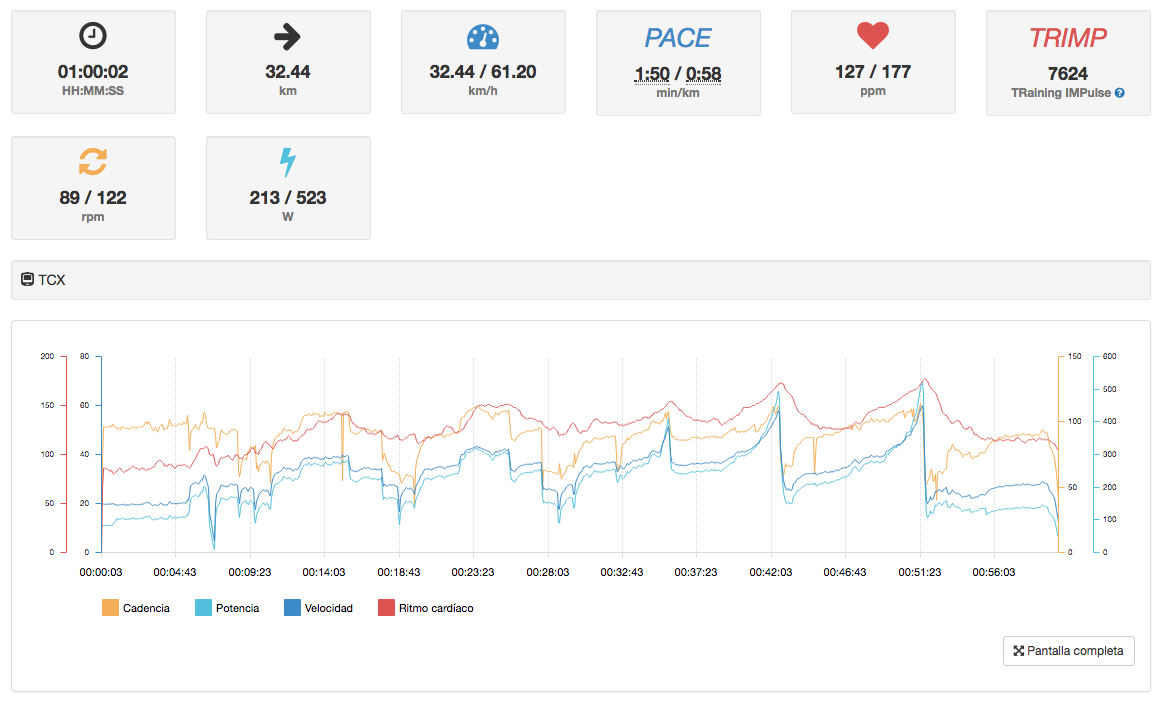 01:00:02
HH:MM:SS
32.44
km
32.44 / 61.20
km/h
PACE
1:50 / 0:58
min/km
127 / 177
ppm
TRIMP
7624
TRaining IMPulse ?
89 / 122
rpm
213 / 523
W
TCX
200 80 150 600
500
150 60
100 400
100 40 300
50 200
50 20
100
0 0 0 0
00:00:03 00:04:43 00:09:23 00:14:03 00:18:43 00:23:23 00:28:03 00:32:43 00:37:23 00:42:03 00:46:43 00:51:23 00:56:03
Cadencia Potencia Velocidad Ritmo cardíaco
Pantalla completa